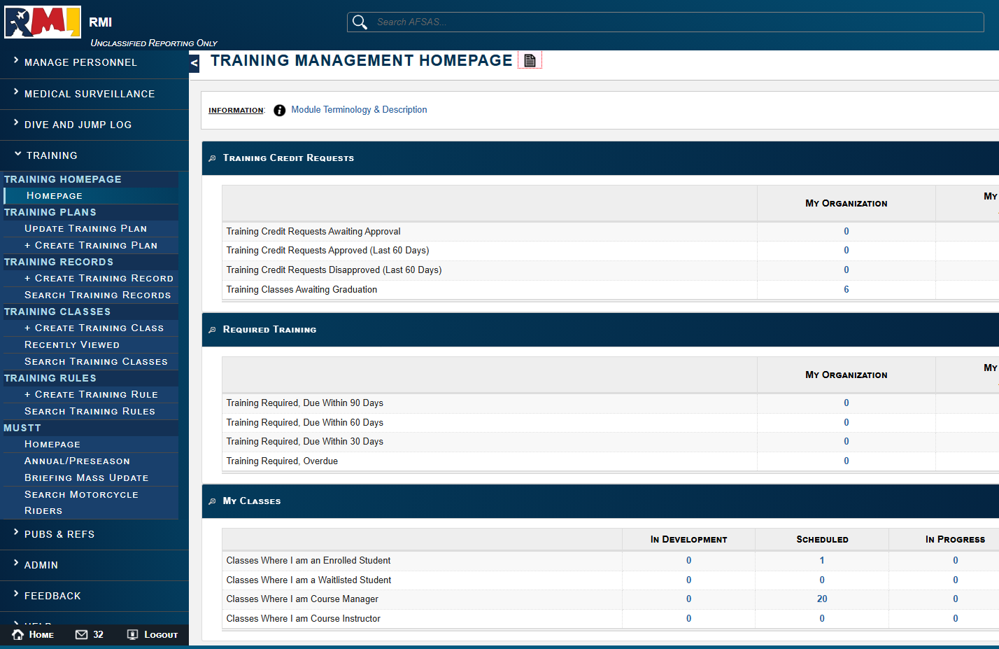 RMI
RMI
Unclassified Reporting Only
Search AFSAS...
MANAGE PERSONNEL
MEDICAL SURVEILLANCE
DIVE AND JUMP LOG
TRAINING
TRAINING HOMEPAGE
Homepage
TRAINING PLANS
Update Training Plan
+ Create Training Plan
TRAINING RECORDS
+ Create Training Record
Search Training Records
TRAINING CLASSES
+ Create Training Class
Recently Viewed
Search Training Classes
TRAINING RULES
+ Create Training Rule
Search Training Rules
MUSTT
Homepage
Annual/Preseason
Briefing Mass Update
Search Motorcycle
Riders
PUBS & REFS
ADMIN
FEEDBACK
HELP
Home 32 Logout
<
TRAINING MANAGEMENT HOMEPAGE
INFORMATION: Module Terminology & Description
Training Credit Requests
My Organization My
Training Credit Requests Awaiting Approval 0
Training Credit Requests Approved (Last 60 Days) 0
Training Credit Requests Disapproved (Last 60 Days) 0
Training Classes Awaiting Graduation 6
Required Training
My Organization My
Training Required, Due Within 90 Days 0
Training Required, Due Within 60 Days 0
Training Required, Due Within 30 Days 0
Training Required, Overdue 0
My Classes
In Development Scheduled In Progress
Classes Where I am an Enrolled Student 0 1 0
Classes Where I am a Waitlisted Student 0 0 0
Classes Where I am Course Manager 0 20 0
Classes Where I am Course Instructor 0 0 0